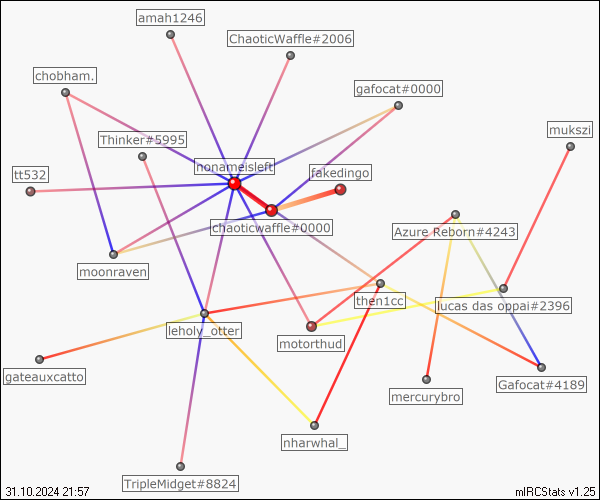 amah1246
ChaoticWaffle#2006
chobham.
gafocat#0000
mukszi
Thinker#5995
nonameisleft
fakedingo
tt532
chaoticwaffle#0000
Azure Reborn#4243
moonraven
then1cc
lucas das oppai#2396
leholy_otter
motorthud
gateauxcatto
mercurybro
Gafocat#4189
nharwhal_
TripleMidget#8824
31.10.2024 21:57
mIRCStats v1.25